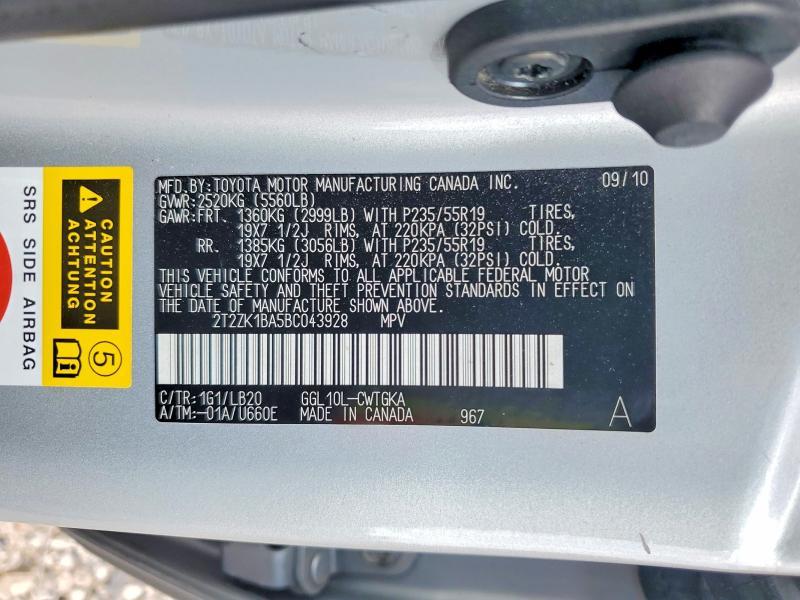 MFD.BY:TOYOTA MOTOR MANUFACTURING CANADA INC. 09/10
GVWR:2520KG (5560LB)
GAWR:FRT. 1360KG (2999LB) WITH P235/55R19 TIRES,
19X7 1/2J RIMS, AT 220KPA (32PSI) COLD.
RR. 1385KG (3056LB) WITH P235/55R19 TIRES,
19X7 1/2J RIMS, AT 220KPA (32PSI) COLD.
THIS VEHICLE CONFORMS TO ALL APPLICABLE FEDERAL MOTOR
VEHICLE SAFETY AND THEFT PREVENTION STANDARDS IN EFFECT ON
THE DATE OF MANUFACTURE SHOWN ABOVE.
2T2ZK1BA5BC043928 MPV
C/TR:1G1/LB20 GGL10L-CWTGKA
A/TM:-01A/U660E MADE IN CANADA 967 A
CAUTION
ATTENTION
ACHTUNG
5
SRS SIDE AIRBAG